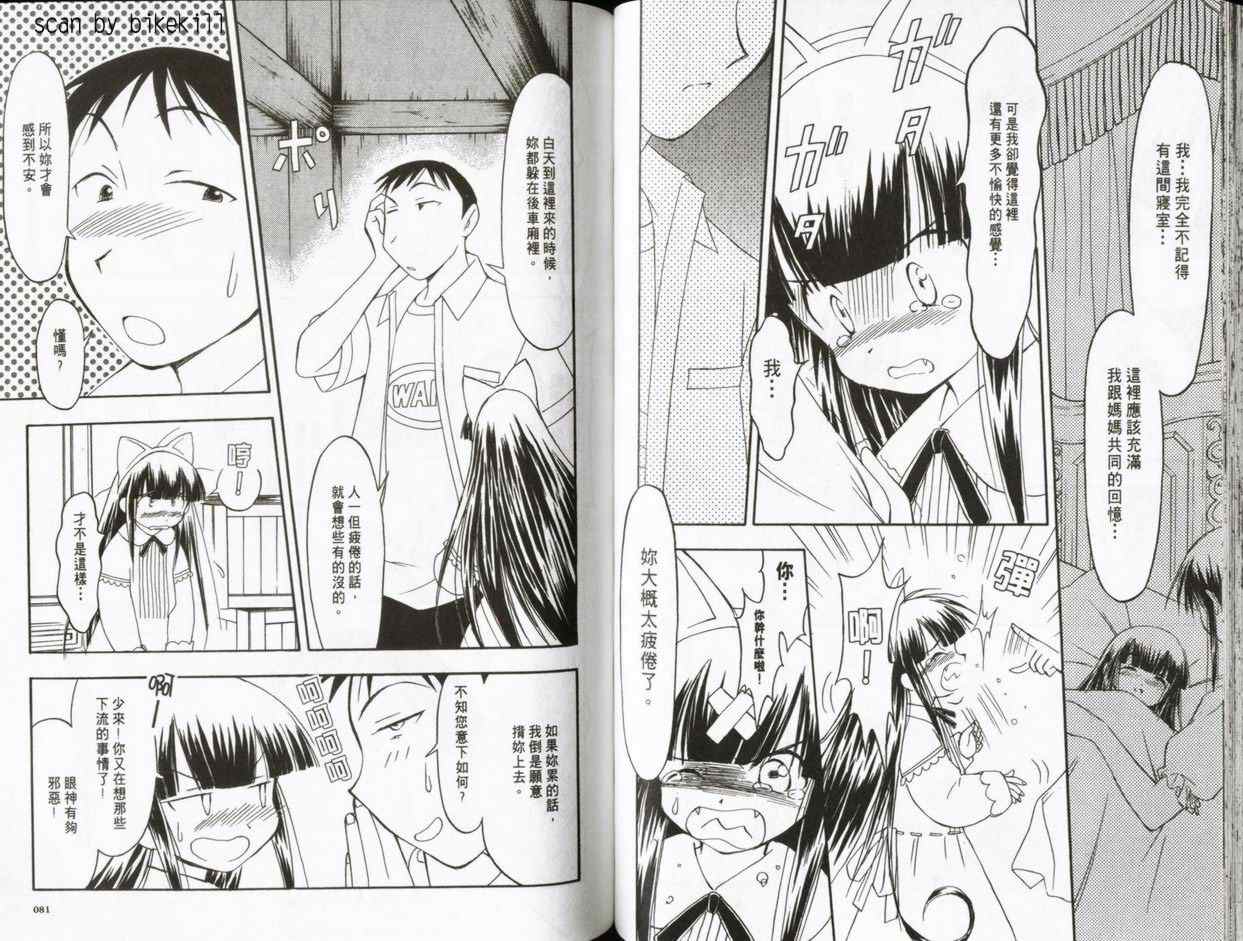 scan by bikekill
我…我完全不記得
有這間寢室…
這裡應該充滿
我跟媽媽共同的回憶…
可是我卻覺得這裡
還有更多不愉快的感覺…
ガ
タ
ガ
タ
我…
彈
啊
！
你…
你幹什麼啦！
妳大概太疲倦了。
白天到這裡來的時候，
妳都躲在後車廂裡。
ポ
リ
WAI
人一但疲倦的話，
就會想些有的沒的。
所以妳才會
感到不安。
懂嗎？
哼！
才不是這樣…
如果妳累的話，
我倒是願意
揹妳上去。
不知您意下如何？
呵呵呵呵
少來！你又在想那些
下流的事情了！
眼神有夠
邪惡！
081